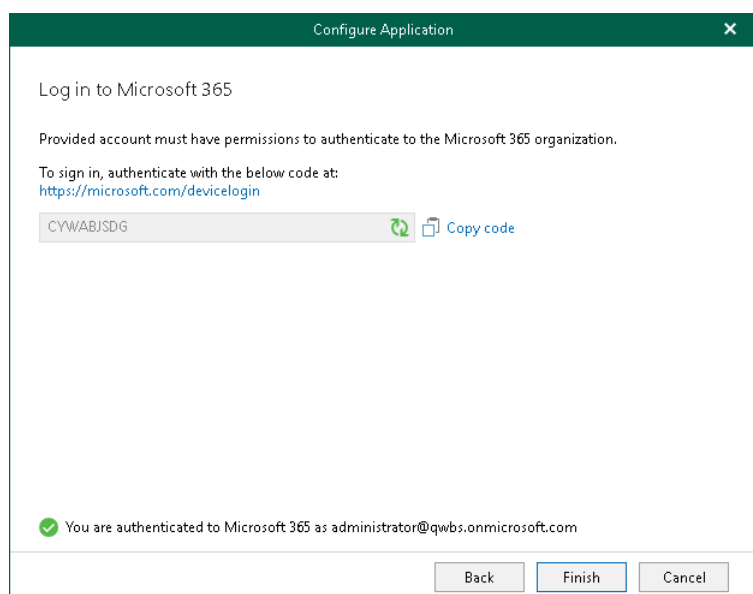 Configure Application
Log in to Microsoft 365
Provided account must have permissions to authenticate to the Microsoft 365 organization.
To sign in, authenticate with the below code at:
https://microsoft.com/devicelogin
CYWABJSDG Copy code
You are authenticated to Microsoft 365 as administrator@qwbs.onmicrosoft.com
Back Finish Cancel